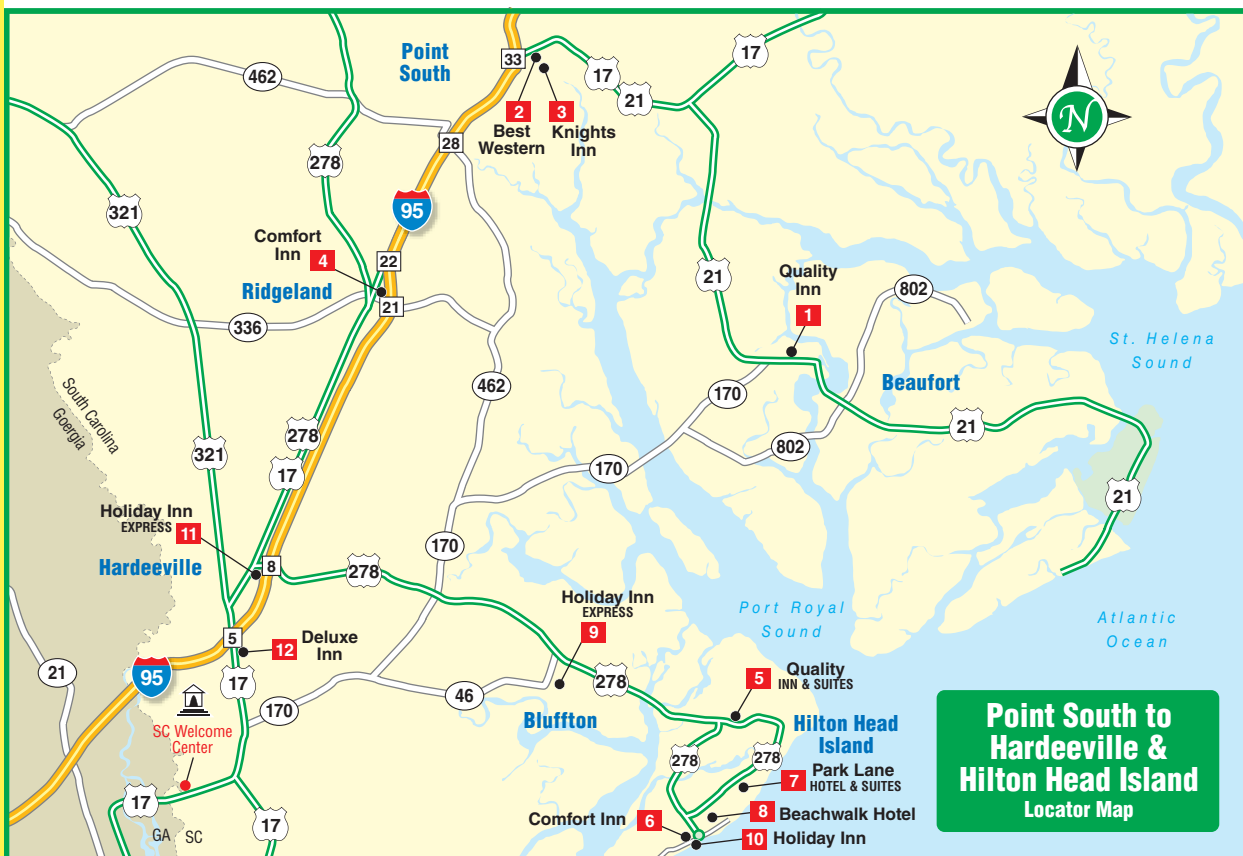 Point
South
33
17
462
17
21
2
3
Best
Western
Knights
Inn
28
278
321
95
Comfort
Inn
4
22
Ridgeland
21
336
21
Quality
Inn
1
802
St. Helena
Sound
South Carolina
Goergia
462
170
Beaufort
278
17
321
21
802
170
21
Holiday Inn
EXPRESS
11
Hardeeville
8
278
170
Holiday Inn
EXPRESS
9
Port Royal
Sound
Atlantic
Ocean
5
12
Deluxe
Inn
95
17
21
170
46
278
Bluffton
5
Quality
INN & SUITES
Hilton Head
Island
SC Welcome
Center
278
278
7
Park Lane
HOTEL & SUITES
17
17
GA
SC
Comfort Inn
6
8
Beachwalk Hotel
10
Holiday Inn
N
Point South to
Hardeeville &
Hilton Head Island
Locator Map